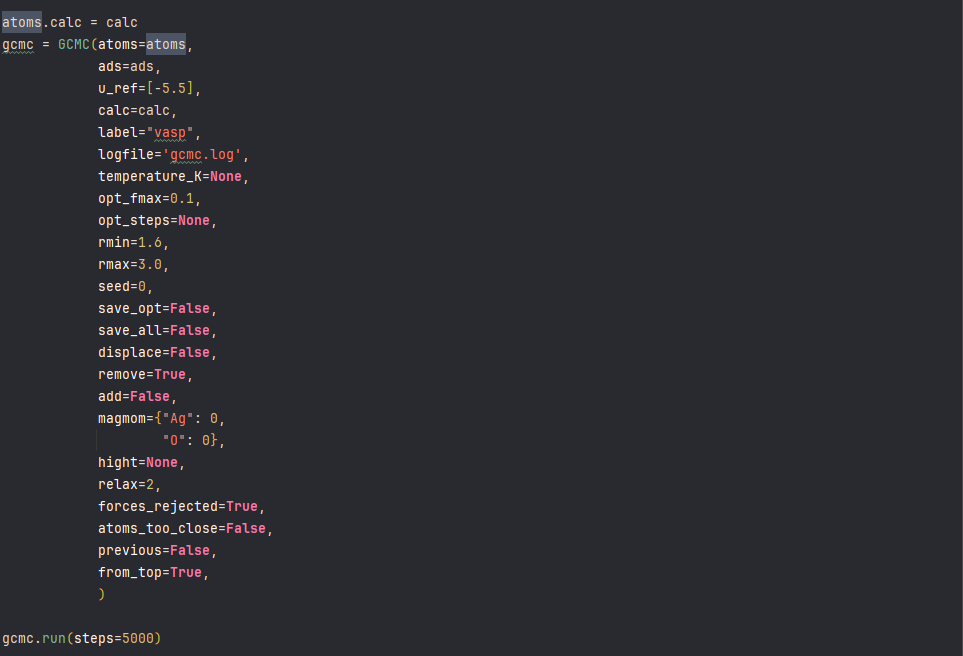 atoms.calc = calc
gcmc = GCMC(atoms=atoms,
            ads=ads,
            u_ref=[-5.5],
            calc=calc,
            label="vasp",
            logfile='gcmc.log',
            temperature_K=None,
            opt_fmax=0.1,
            opt_steps=None,
            rmin=1.6,
            rmax=3.0,
            seed=0,
            save_opt=False,
            save_all=False,
            displace=False,
            remove=True,
            add=False,
            magmom={"Ag": 0,
                    "O": 0},
            hight=None,
            relax=2,
            forces_rejected=True,
            atoms_too_close=False,
            previous=False,
            from_top=True,
            )
gcmc.run(steps=5000)